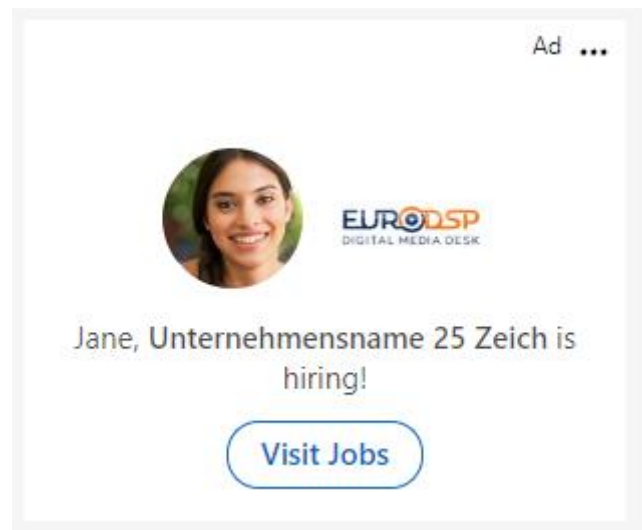 Ad ...
EURODSP
DIGITAL MEDIA DESK
Jane, Unternehmensname 25 Zeich is
hiring!
Visit Jobs